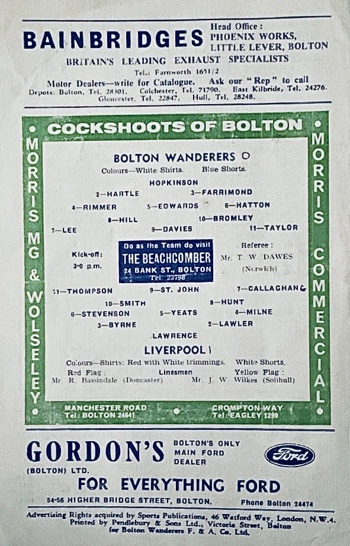 BAINBRIDGES
Head Office :
PHOENIX WORKS,
LITTLE LEVER, BOLTON
BRITAIN'S LEADING EXHAUST SPECIALISTS
Tel.: Farnworth 1651/2
Motor Dealers—write for Catalogue. Ask our "Rep" to call
Depots: Bolton, Tel. 28101. Colchester, Tel. 71790. East Kilbride, Tel. 24276.
Gloucester, Tel. 22847. Hull, Tel. 28248.
COCKSHOOTS OF BOLTON
MORRIS MG & WOLSELEY
MORRIS COMMERCIAL
BOLTON WANDERERS O
Colours—White Shirts. Blue Shorts.
HOPKINSON
2—HARTLE 3—FARRIMOND
4—RIMMER 5—EDWARDS 6—HATTON
8—HILL 10—BROMLEY
7—LEE 9—DAVIES 11—TAYLOR
Kick-off:
3-0 p.m.
Do as the Team do visit
THE BEACHCOMBER
24 BANK ST., BOLTON
Tel: 23798
Referee :
Mr. T. W. DAWES
(Norwich)
11—THOMPSON 9—ST. JOHN 7—CALLAGHAN
10—SMITH 8—HUNT
6—STEVENSON 5—YEATS 4—MILNE
3—BYRNE 2—LAWLER
LAWRENCE
LIVERPOOL 1
Colours—Shirts: Red with White trimmings. White Shorts.
Red Flag : Linesmen Yellow Flag :
Mr. R. Bassindale (Doncaster) Mr. J. W. Wilkes (Solihull)
MANCHESTER ROAD
Tel: BOLTON 24641
CROMPTON WAY
Tel: EAGLEY 1299
GORDON'S
(BOLTON) LTD.
BOLTON'S ONLY
MAIN FORD
DEALER
Ford
FOR EVERYTHING FORD
54-56 HIGHER BRIDGE STREET, BOLTON. Phone Bolton 24474
Advertising Rights acquired by Sports Publications, 46 Watford Way, London, N.W.4.
Printed by Pendlebury & Sons Ltd., Victoria Street, Bolton
for Bolton Wanderers F. & A. Co. Ltd.